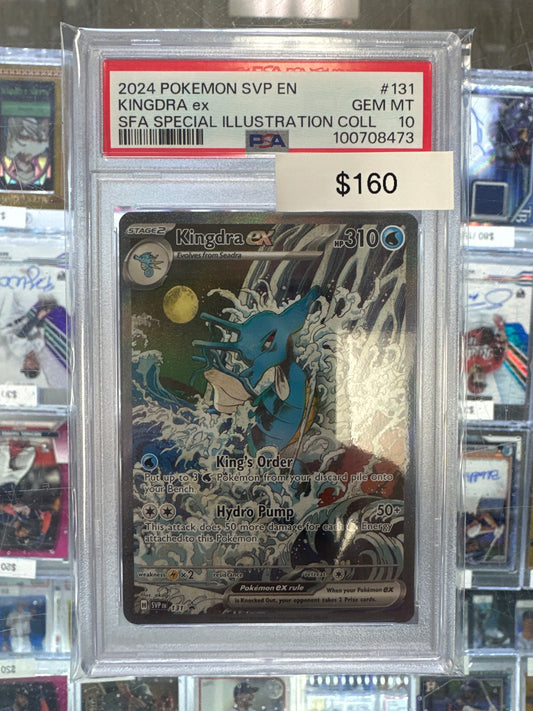 2024 POKEMON SVP EN #131
KINGDRA ex GEM MT
SFA SPECIAL ILLUSTRATION COLL 10
PSA 100708473
$160
STAGE2
Kingdra ex HP310
Evolves from Seadra
King's Order
Put up to 3 Pokémon from your discard pile onto
your Bench.
Hydro Pump 50+
This attack does 50 more damage for each Energy
attached to this Pokémon.
weakness ×2 resistance retreat
Pokémon ex rule When your Pokémon ex
is Knocked Out, your opponent takes 2 Prize cards.
SVP EN 131